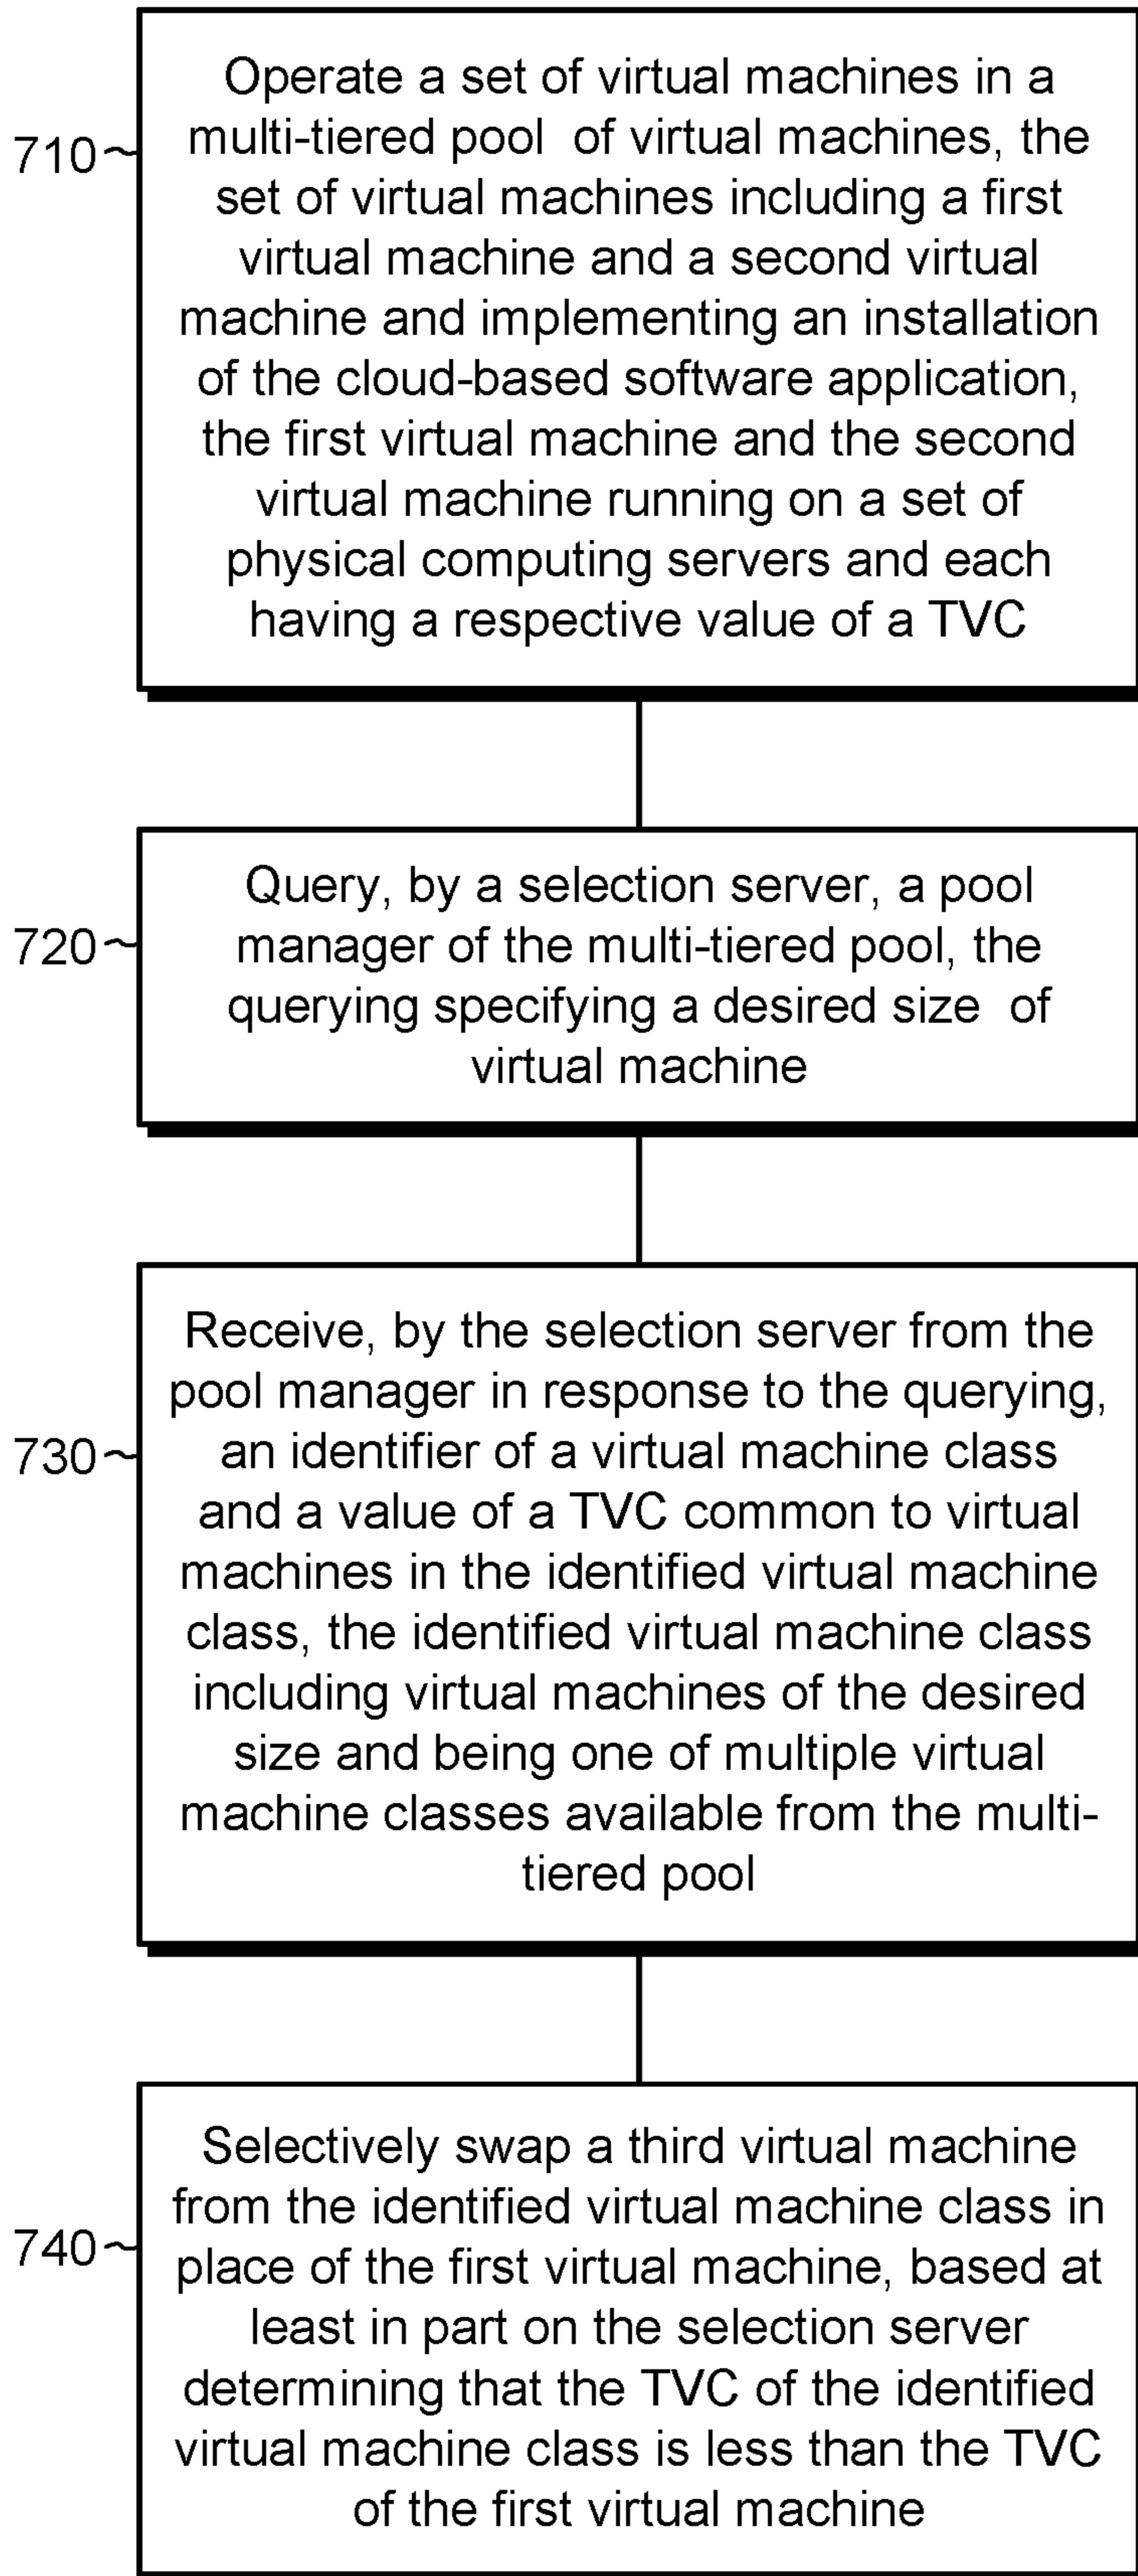 Operate a set of virtual machines in a
710
multi-tiered pool of virtual machines, the
set of virtual machines including a first
virtual machine and a second virtual
machine and implementing an installation
of the cloud-based software application,
the first virtual machine and the second
virtual machine running on a set of
physical computing servers and each
having a respective value of a TVC
Query, by a selection server, a pool
720
manager of the multi-tiered pool, the
querying specifying a desired size of
virtual machine
Receive, by the selection server from the
pool manager in response to the querying,
730
an identifier of a virtual machine class
and a value of a TVC common to virtual
machines in the identified virtual machine
class, the identified virtual machine class
including virtual machines of the desired
size and being one of multiple virtual
machine classes available from the multi-
tiered pool
Selectively swap a third virtual machine
from the identified virtual machine class in
740
place of the first virtual machine, based at
least in part on the selection server
determining that the TVC of the identified
virtual machine class is less than the TVC
of the first virtual machine